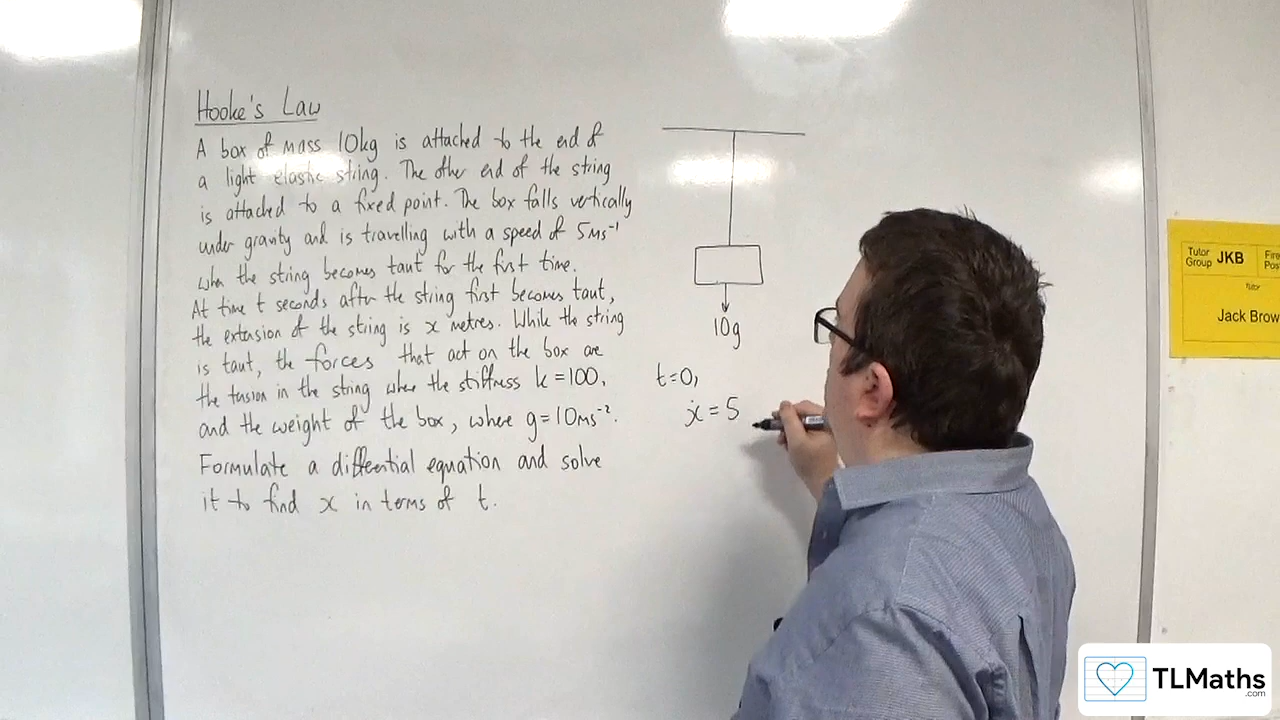 Hooke's Law
A box of mass 10kg is attached to the end of
a light elastic string. The other end of the string
is attached to a fixed point. The box falls vertically
under gravity and is travelling with a speed of 5ms⁻¹
when the string becomes taut for the first time.
At time t seconds after the string first becomes taut,
the extension of the string is x metres. While the string
is taut, the forces that act on the box are
the tension in the string where the stiffness k = 100,
and the weight of the box, where g = 10ms⁻².
Formulate a differential equation and solve
it to find x in terms of t.
10g
t=0,
ẋ = 5
Tutor Group JKB
Fire
Tutor
Jack Brow
TLMaths
.com